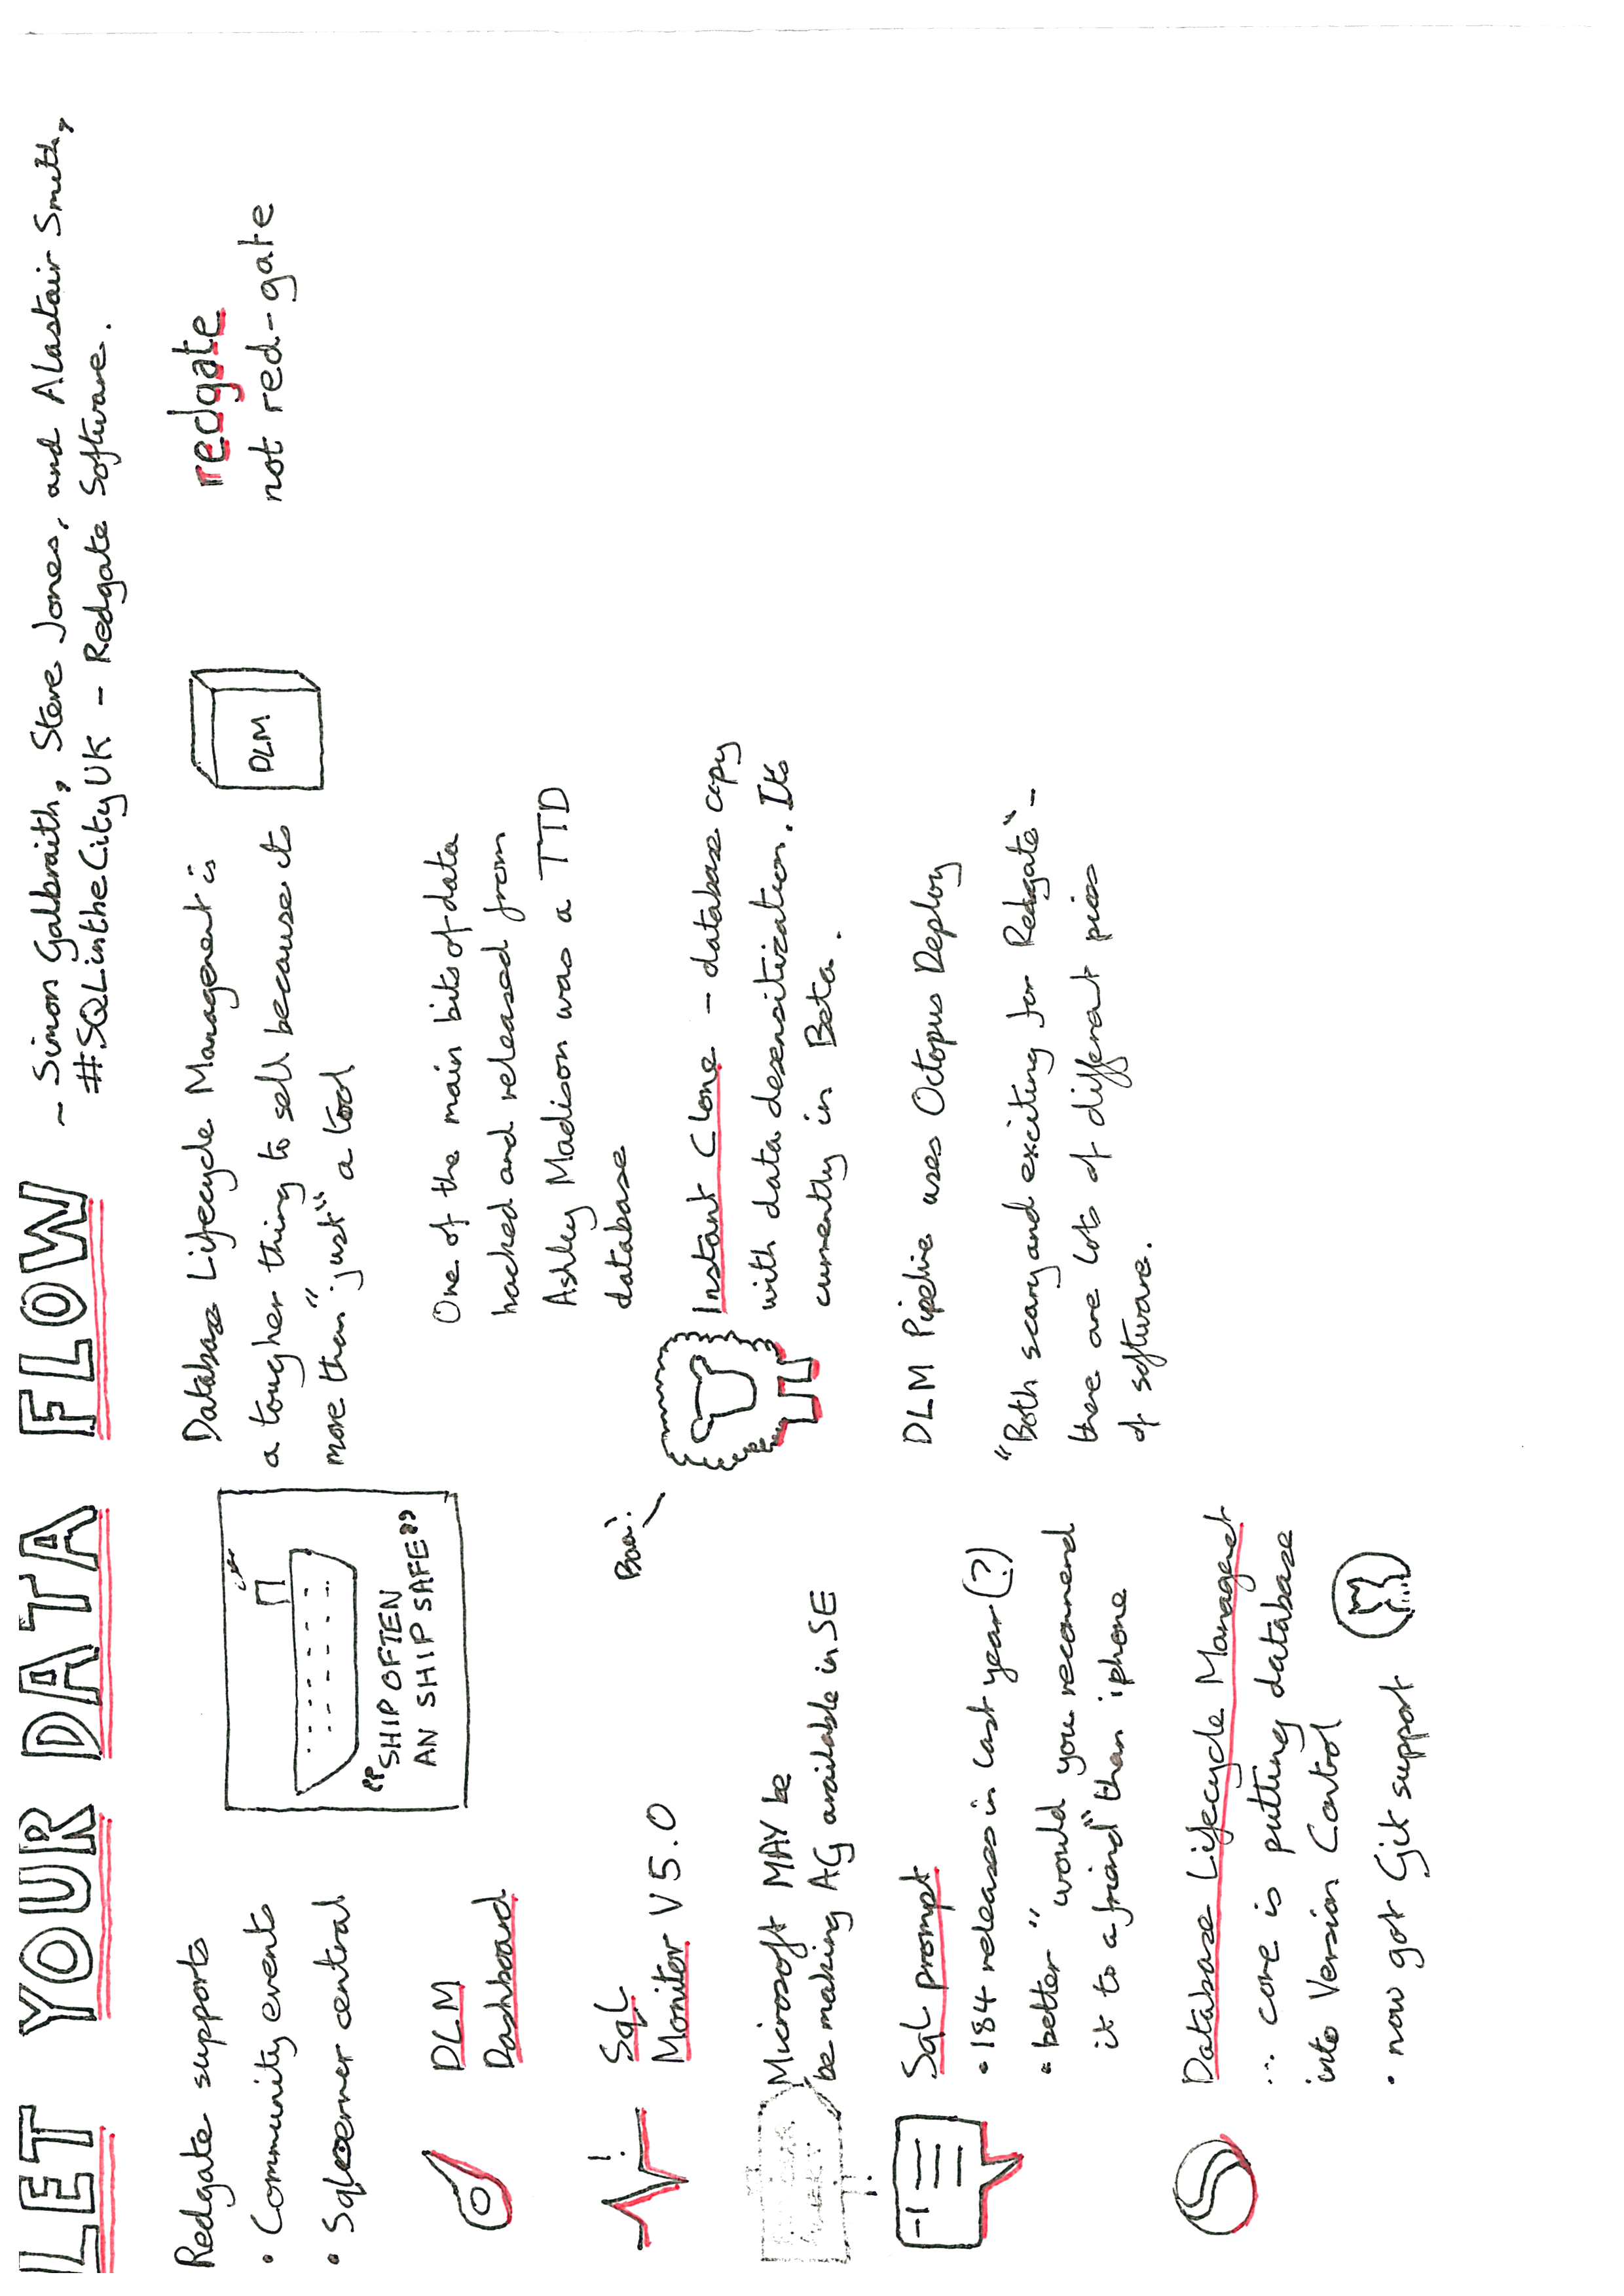 LET YOUR DATA FLOW
~ Simon Galbraith, Steve Jones, and Alastair Smith,
#SQLintheCityUK - Redgate Software.
Redgate supports
• Community events
• Sqlserver central
DLM
Dashboard
!
SqL
Monitor V5.0
Microsoft MAY be
be making AG available in SE
SqL prompt
• 184 releases in last year (?)
• better "would you recommend
it to a friend" than iphone
Database Lifecycle Managent
... core is putting database
into Version Control
• now got Git support
"SHIP OFTEN
AN SHIP SAFE"
Database Lifecycle Management is
a tougher thing to sell because its
more than "just" a tool
DLM
redgate
not red-gate
One of the main bits of data
hacked and released from
Ashley Madison was a TTD
database
Baa!
Instant Clone - database copy
with data desensitization. Its
currently in Beta.
DLM Pipeline uses Octopus Deploy
"Both scary and exciting for Redgate" -
there are lots of different pies
of software.